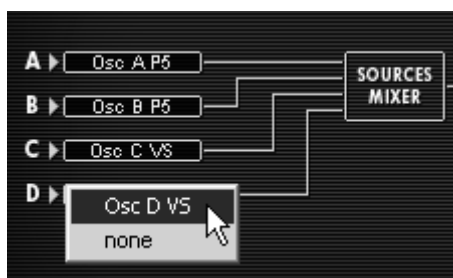 A Osc A P5
SOURCES
MIXER
B Osc B P5
C Osc C VS
D
Osc D VS
none